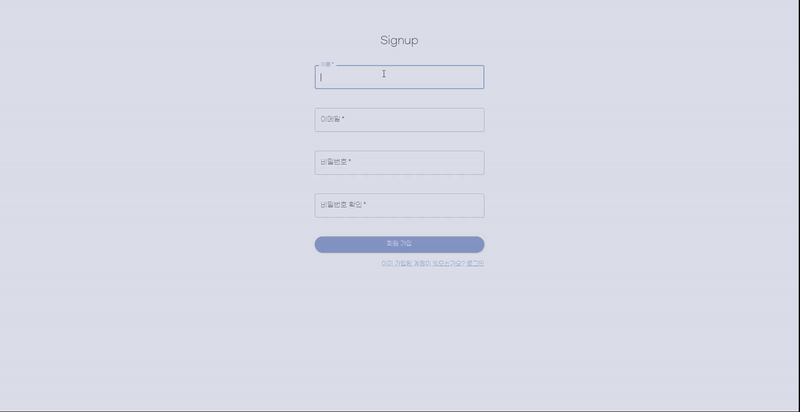 Signup
이름 *
이메일 *
비밀번호 *
비밀번호 확인 *
회원 가입
이미 가입된 계정이 있으신가요? 로그인